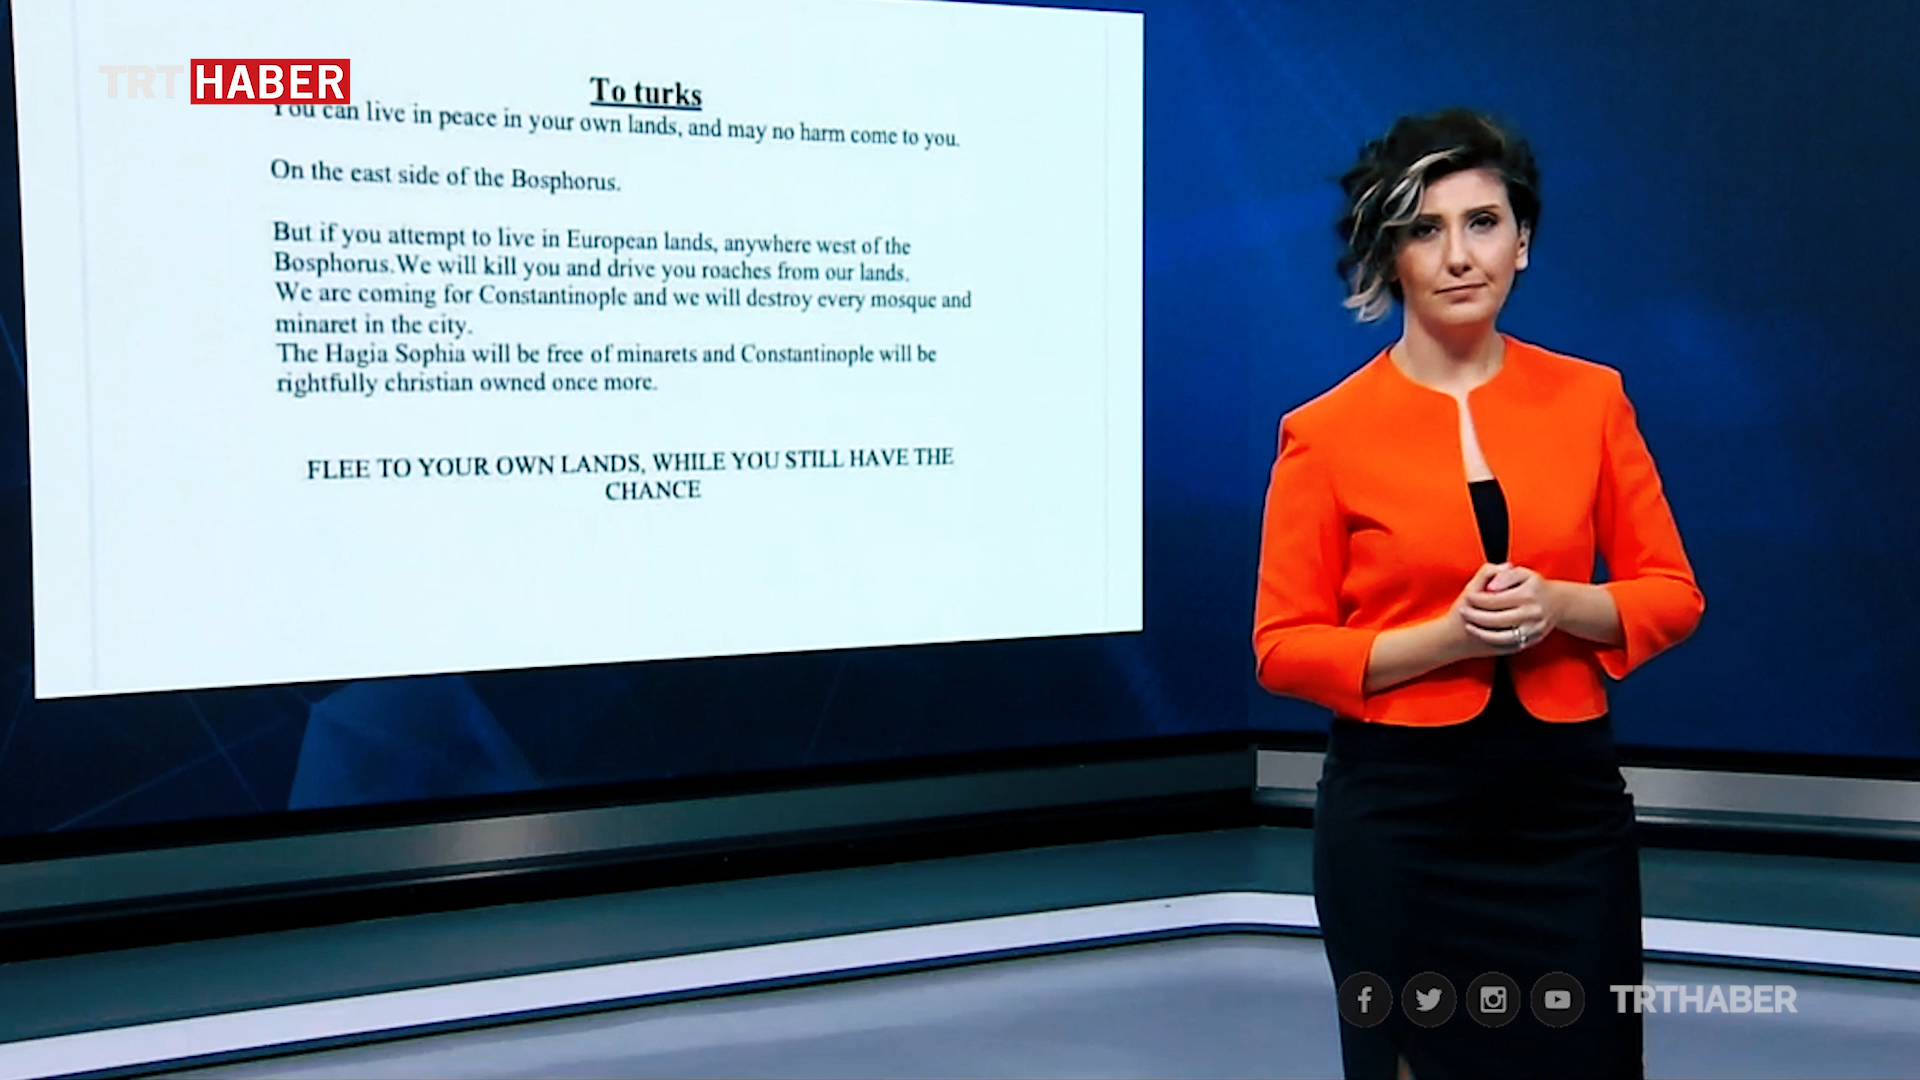 TRT HABER
To turks
You can live in peace in your own lands, and may no harm come to you.
On the east side of the Bosphorus.
But if you attempt to live in European lands, anywhere west of the
Bosphorus.We will kill you and drive you roaches from our lands.
We are coming for Constantinople and we will destroy every mosque and
minaret in the city.
The Hagia Sophia will be free of minarets and Constantinople will be
rightfully christian owned once more.
FLEE TO YOUR OWN LANDS, WHILE YOU STILL HAVE THE
CHANCE
TRTHABER